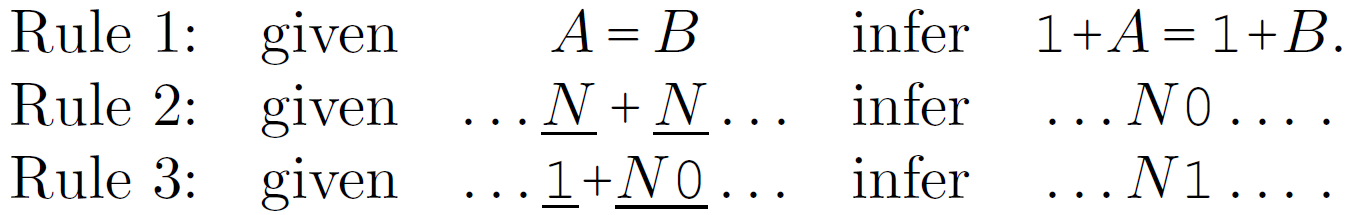 Rule 1: given A = B infer 1+A = 1+B.
Rule 2: given ...N + N... infer ...N0....
Rule 3: given ...1+N0... infer ...N1....